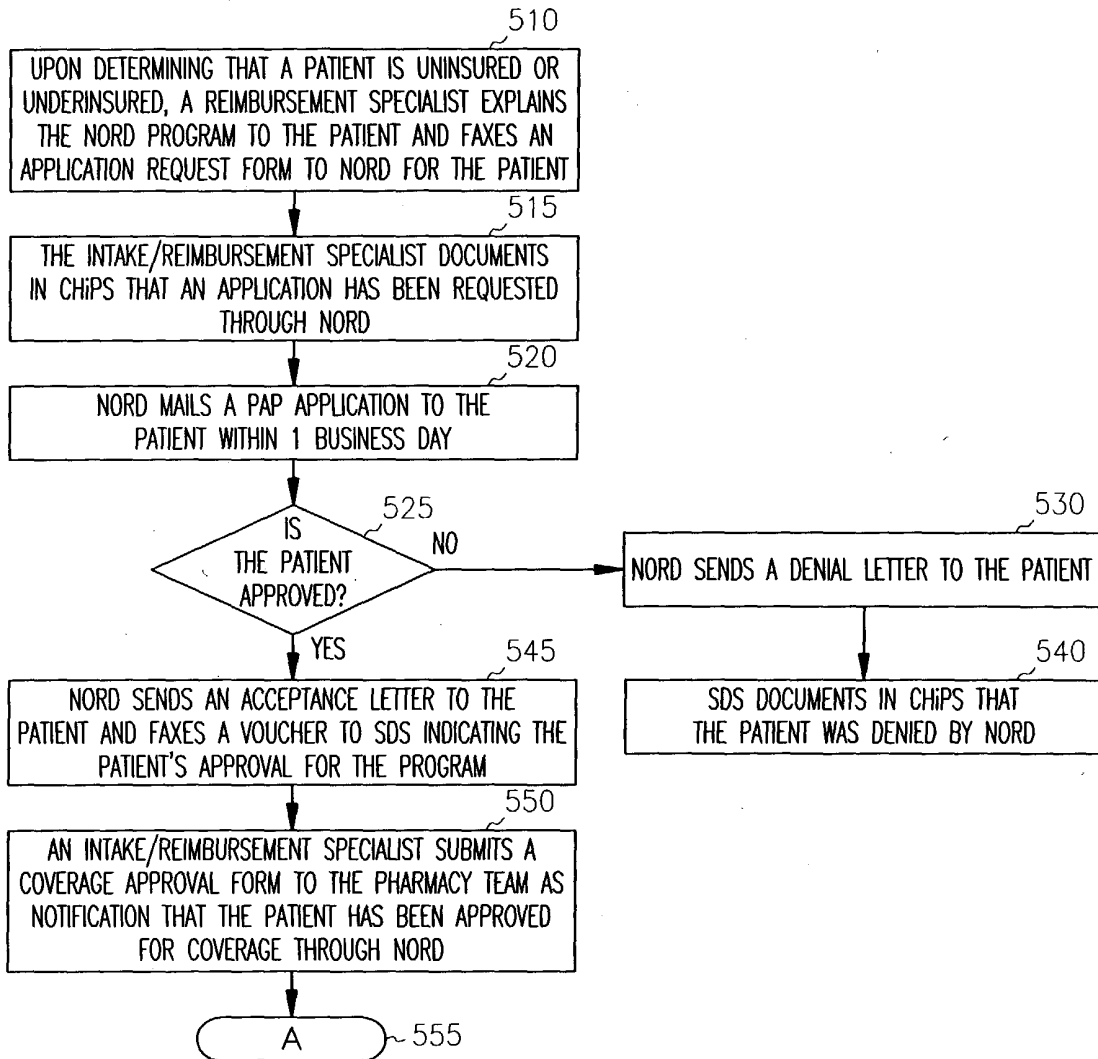 510
UPON DETERMINING THAT A PATIENT IS UNINSURED OR
UNDERINSURED, A REIMBURSEMENT SPECIALIST EXPLAINS
THE NORD PROGRAM TO THE PATIENT AND FAXES AN
APPLICATION REQUEST FORM TO NORD FOR THE PATIENT
515
THE INTAKE/REIMBURSEMENT SPECIALIST DOCUMENTS
IN CHiPS THAT AN APPLICATION HAS BEEN REQUESTED
THROUGH NORD
520
NORD MAILS A PAP APPLICATION TO THE
PATIENT WITHIN 1 BUSINESS DAY
525
IS
THE PATIENT
APPROVED?
NO
530
NORD SENDS A DENIAL LETTER TO THE PATIENT
540
SDS DOCUMENTS IN CHiPS THAT
THE PATIENT WAS DENIED BY NORD
YES
545
NORD SENDS AN ACCEPTANCE LETTER TO THE
PATIENT AND FAXES A VOUCHER TO SDS INDICATING THE
PATIENT'S APPROVAL FOR THE PROGRAM
550
AN INTAKE/REIMBURSEMENT SPECIALIST SUBMITS A
COVERAGE APPROVAL FORM TO THE PHARMACY TEAM AS
NOTIFICATION THAT THE PATIENT HAS BEEN APPROVED
FOR COVERAGE THROUGH NORD
A
555